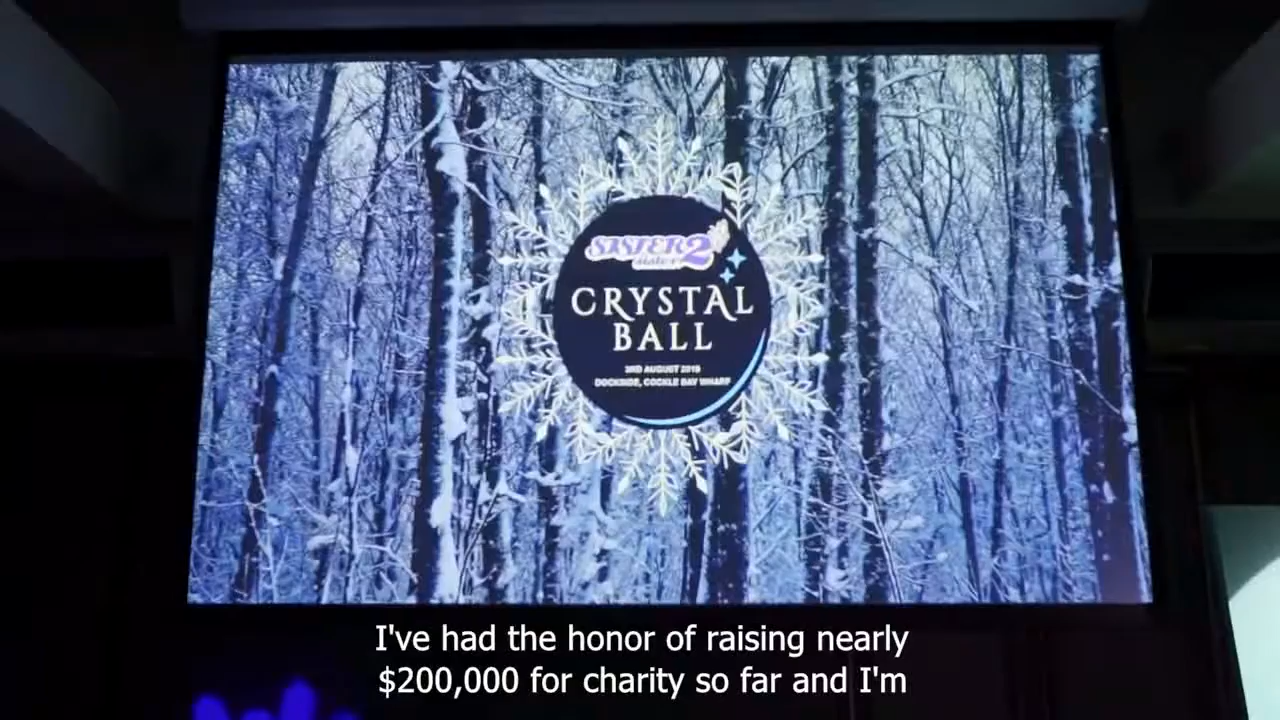 SISTER2
sister
CRYSTAL
BALL
3RD AUGUST 2019
DOCKSIDE, COCKLE BAY WHARF
I've had the honor of raising nearly
$200,000 for charity so far and I'm